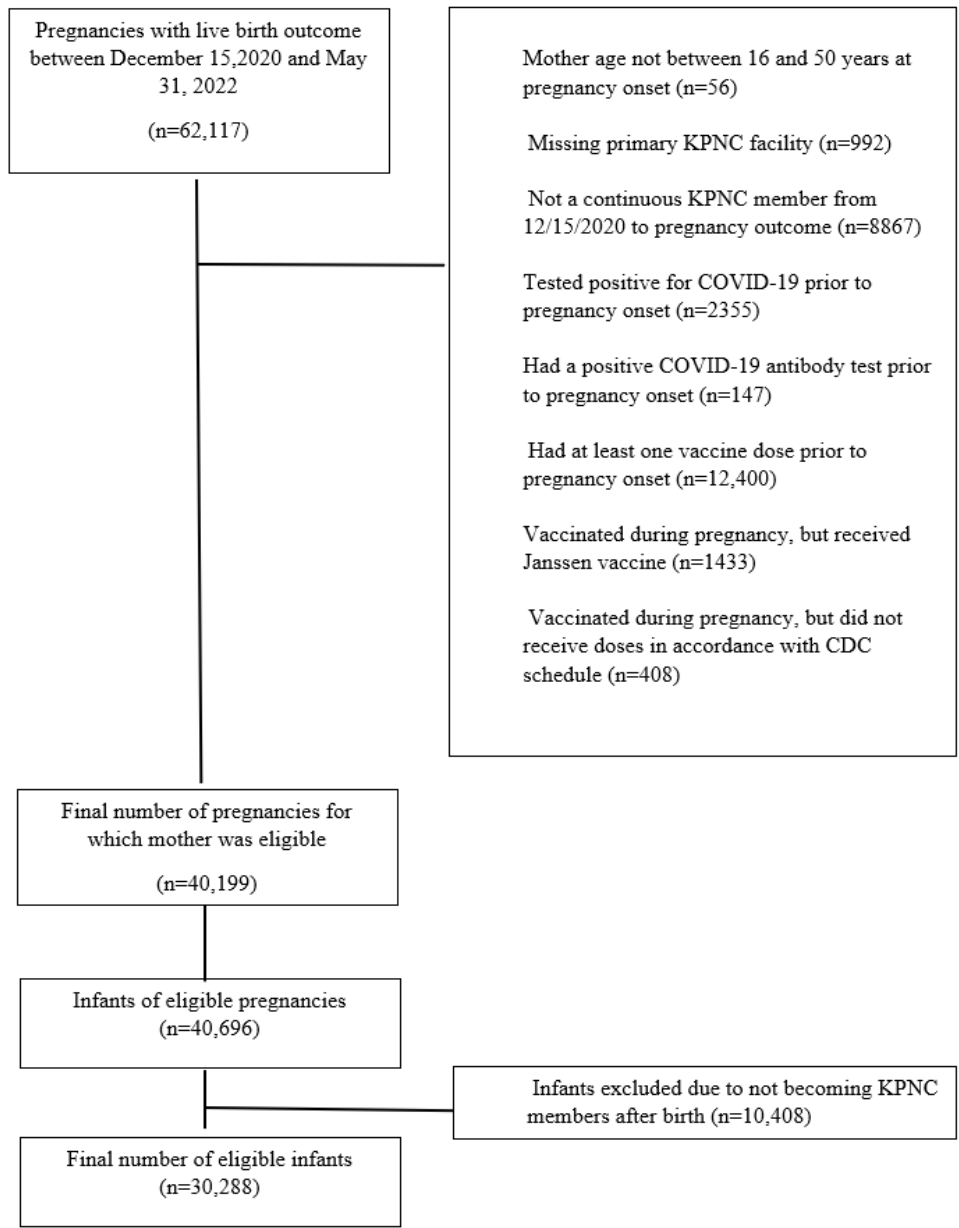 Pregnancies with live birth outcome
between December 15,2020 and May
31, 2022
(n=62,117)
Mother age not between 16 and 50 years at
pregnancy onset (n=56)
Missing primary KPNC facility (n=992)
Not a continuous KPNC member from
12/15/2020 to pregnancy outcome (n=8867)
Tested positive for COVID-19 prior to
pregnancy onset (n=2355)
Had a positive COVID-19 antibody test prior
to pregnancy onset (n=147)
Had at least one vaccine dose prior to
pregnancy onset (n=12,400)
Vaccinated during pregnancy, but received
Janssen vaccine (n=1433)
Vaccinated during pregnancy, but did not
receive doses in accordance with CDC
schedule (n=408)
Final number of pregnancies for
which mother was eligible
(n=40,199)
Infants of eligible pregnancies
(n=40,696)
Infants excluded due to not becoming KPNC
members after birth (n=10,408)
Final number of eligible infants
(n=30,288)